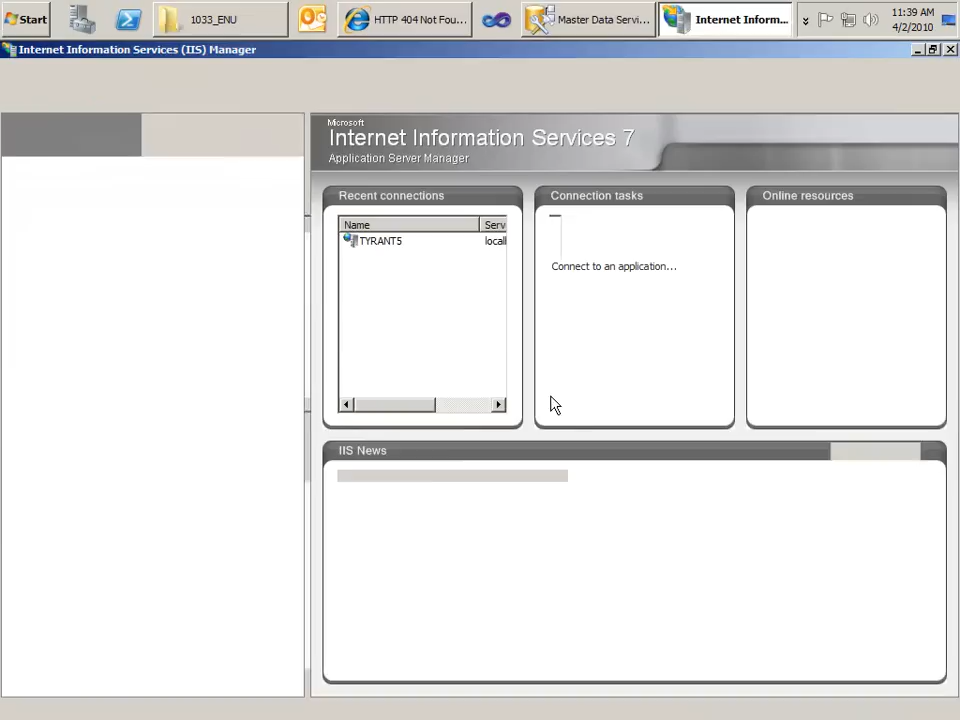 Start
1033_ENU
HTTP 404 Not Fou...
Master Data Servi...
Internet Inform...
11:39 AM
4/2/2010
Internet Information Services (IIS) Manager
Microsoft
Internet Information Services 7
Application Server Manager
Recent connections
Connection tasks
Online resources
Name
Serv
TYRANT5
locall
Connect to an application...
IIS News